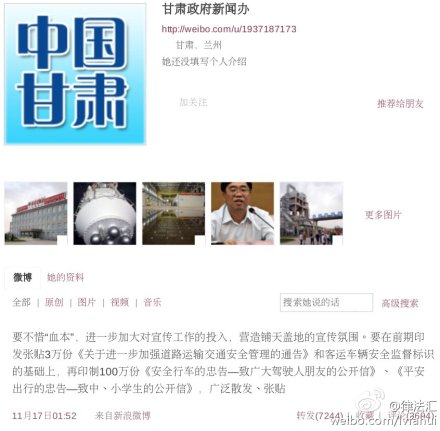 中国
甘肃
甘肃政府新闻办
http://weibo.com/u/1937187173
甘肃，兰州
她还没填写个人介绍
加关注
推荐给朋友
更多图片
微博
她的资料
全部 | 原创 | 图片 | 视频 | 音乐
搜索她说的话
高级搜索
要不惜“血本”，进一步加大对宣传工作的投入，营造铺天盖地的宣传氛围。要在前期印
发张贴3万份《关于进一步加强道路运输交通安全管理的通告》和客运车辆安全监督标识
的基础上，再印制100万份《安全行车的忠告—致广大驾驶人朋友的公开信》、《平安
出行的忠告—致中、小学生的公开信》，广泛散发、张贴
11月17日01:52 来自新浪微博
转发(7244) | 收藏 | 评论(3694)
@律法汇
weibo.com/lvfahui